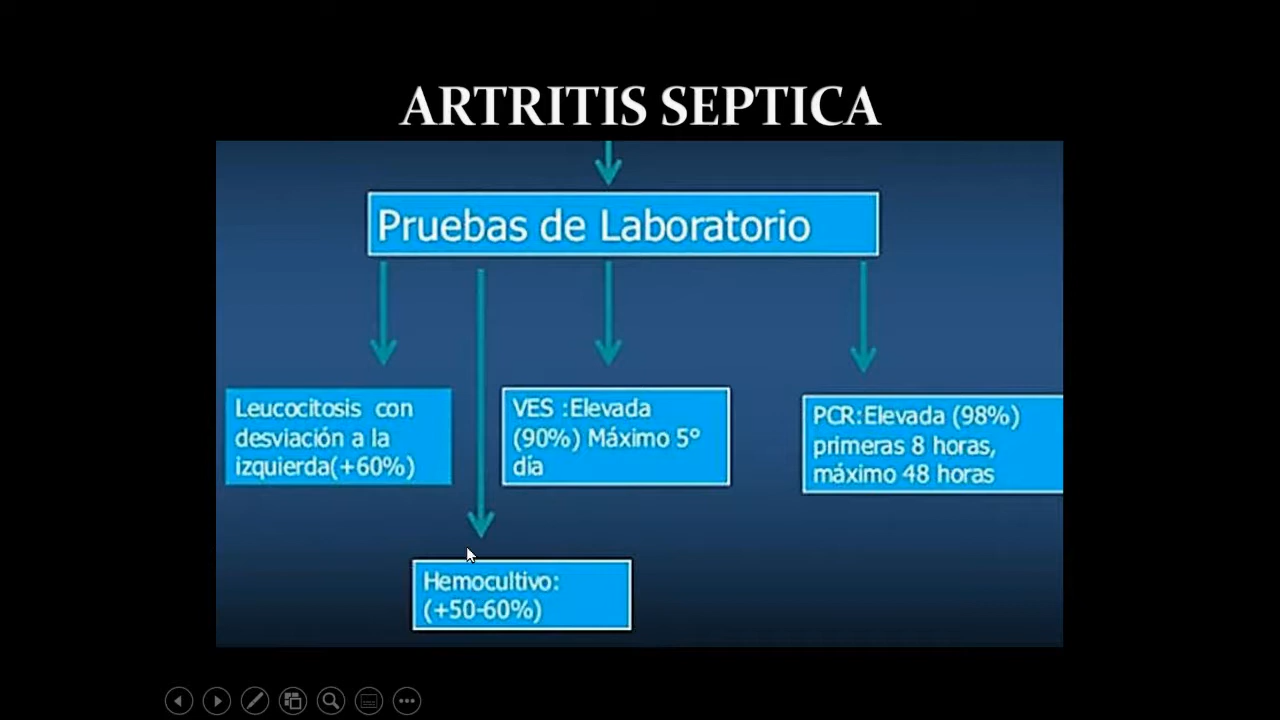 ARTRITIS SEPTICA
Pruebas de Laboratorio
Leucocitosis con
desviación a la
izquierda(+60%)
VES :Elevada
(90%) Máximo 5°
día
PCR:Elevada (98%)
primeras 8 horas,
máximo 48 horas
Hemocultivo:
(+50-60%)